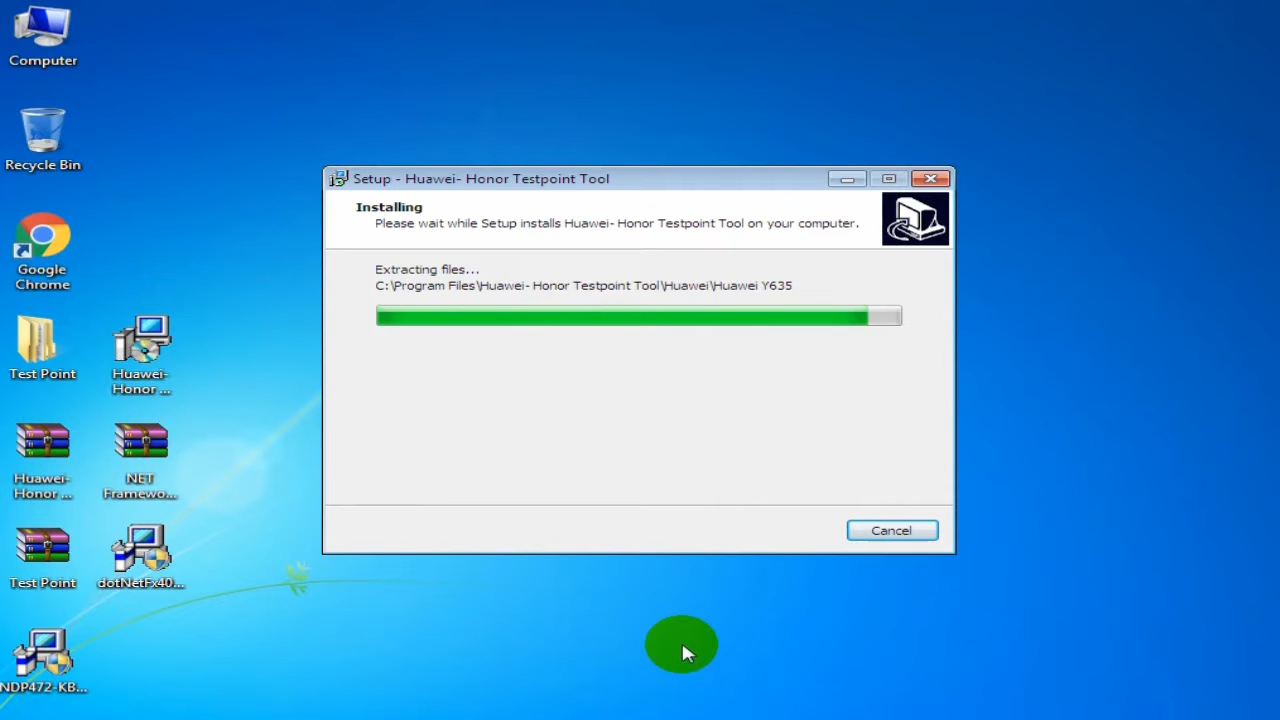 Computer
Recycle Bin
Google
Chrome
Test Point
Huawei-
Honor ...
Huawei-
Honor ...
NET
Framewo...
Test Point
dotNetFx40...
NDP472-KB...
Setup - Huawei- Honor Testpoint Tool
Installing
Please wait while Setup installs Huawei- Honor Testpoint Tool on your computer.
Extracting files...
C:\Program Files\Huawei- Honor Testpoint Tool\Huawei\Huawei Y635
Cancel